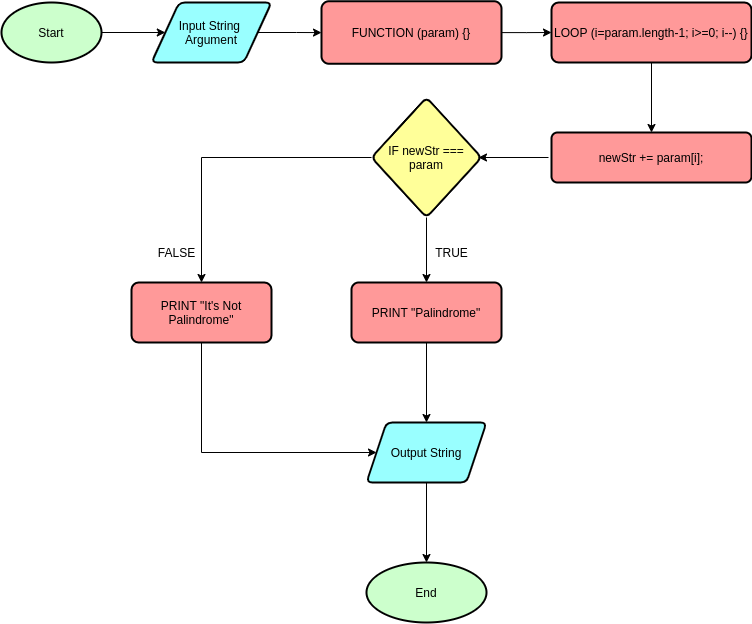 Start
Input String
Argument
FUNCTION (param) {}
LOOP (i=param.length-1; i>=0; i--) {}
newStr += param[i];
IF newStr ===
param
FALSE
TRUE
PRINT "It's Not
Palindrome"
PRINT "Palindrome"
Output String
End